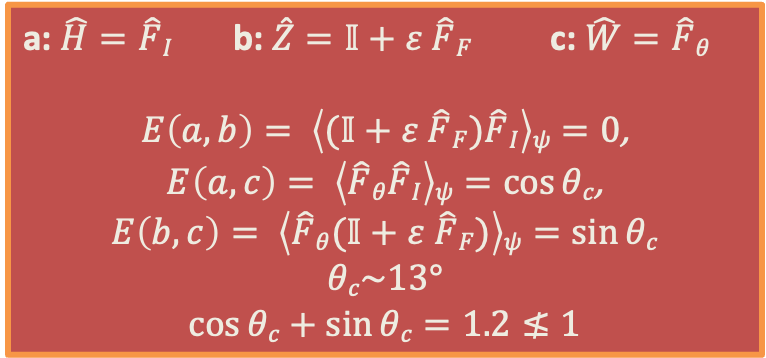 a: Ĥ = F̂_I b: Ẑ = 𝕀 + ε F̂_F c: Ŵ = F̂_θ
E(a, b) = ⟨(𝕀 + ε F̂_F)F̂_I⟩_ψ = 0,
E(a, c) = ⟨F̂_θ F̂_I⟩_ψ = cos θ_c,
E(b, c) = ⟨F̂_θ(𝕀 + ε F̂_F)⟩_ψ = sin θ_c
θ_c~13°
cos θ_c + sin θ_c = 1.2 ≰ 1